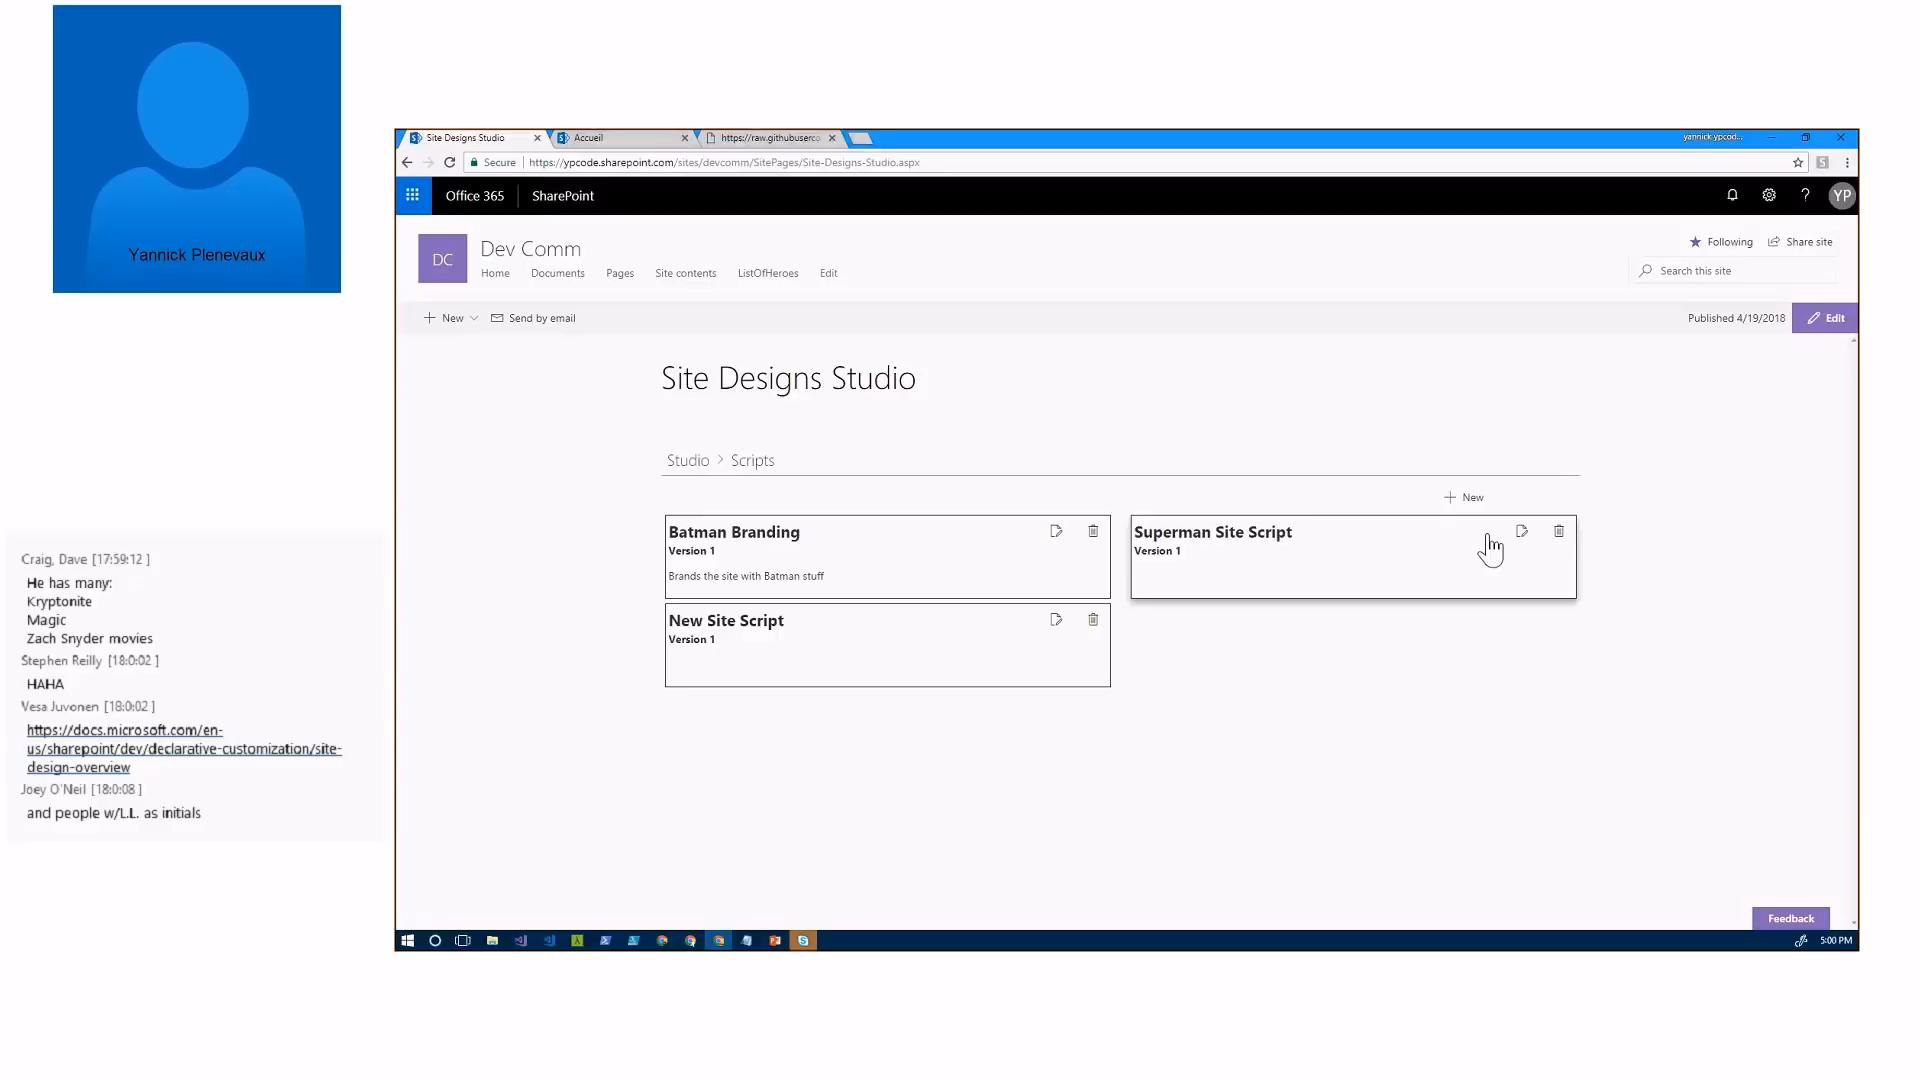 Yannick Plenevaux
Craig, Dave [17:59:12 ]
He has many:
Kryptonite
Magic
Zach Snyder movies
Stephen Reilly [18:0:02 ]
HAHA
Vesa Juvonen [18:0:02 ]
https://docs.microsoft.com/en-
us/sharepoint/dev/declarative-customization/site-
design-overview
Joey O'Neil [18:0:08 ]
and people w/L.L. as initials
Site Designs Studio
Accueil
https://raw.githubuserco
yannick-ypcod...
Secure
https://ypcode.sharepoint.com/sites/devcomm/SitePages/Site-Designs-Studio.aspx
Office 365
SharePoint
YP
DC
Dev Comm
Following
Share site
Home Documents Pages Site contents ListOfHeroes Edit
Search this site
New
Send by email
Published 4/19/2018
Edit
Site Designs Studio
Studio > Scripts
New
Batman Branding
Version 1
Brands the site with Batman stuff
Superman Site Script
Version 1
New Site Script
Version 1
Feedback
5:00 PM